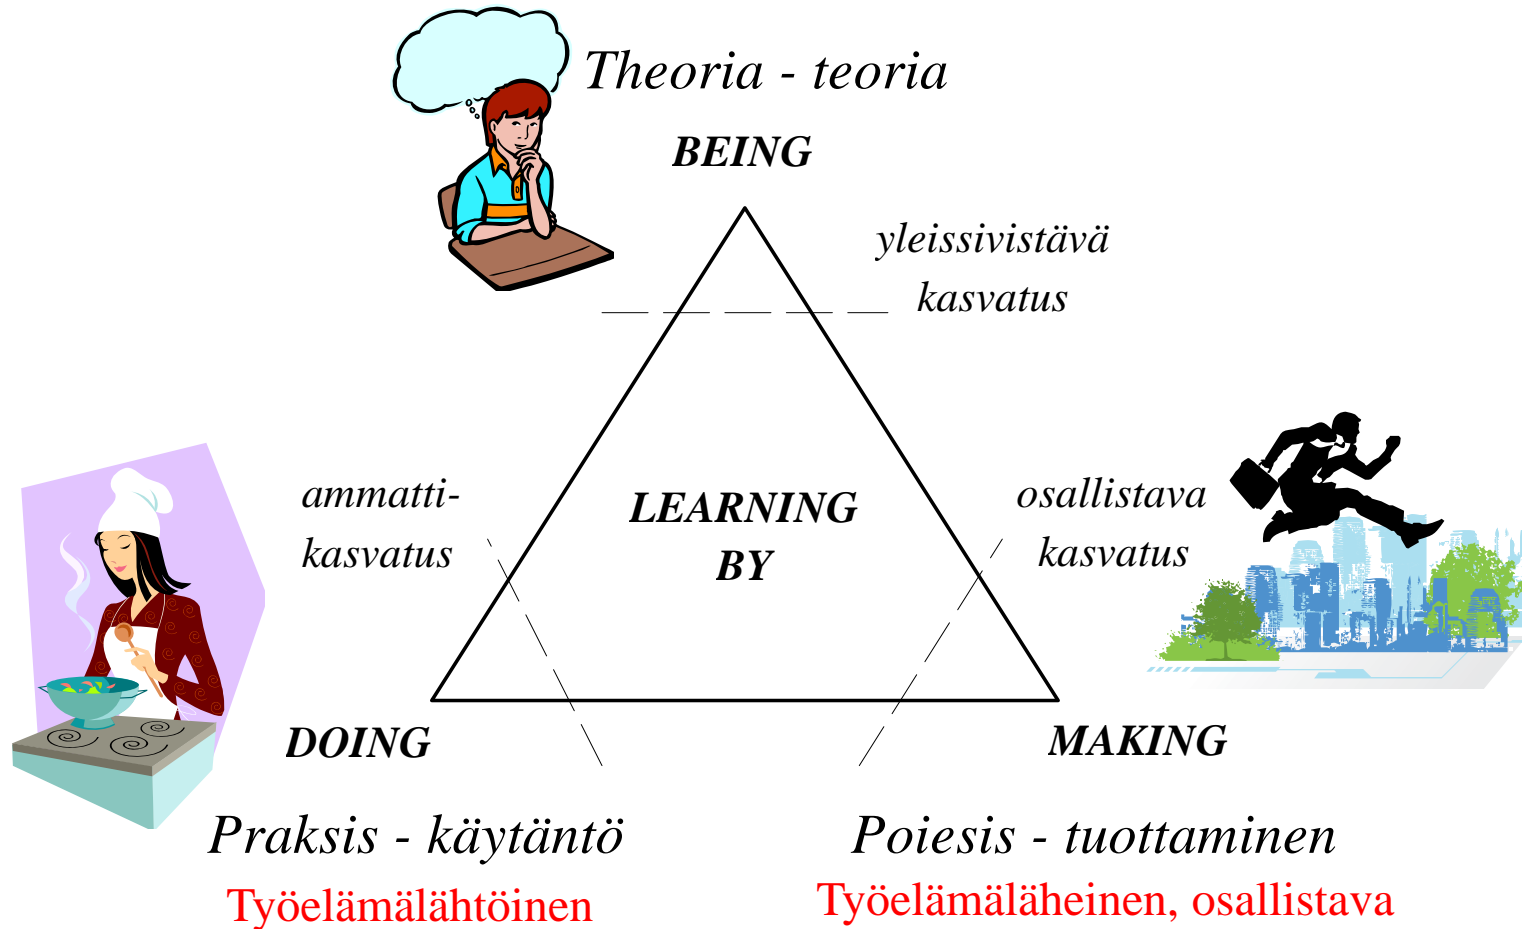 Theoria - teoria
BEING
yleissivistävä
kasvatus
ammatti-
kasvatus
LEARNING
BY
osallistava
kasvatus
DOING
MAKING
Praksis - käytäntö
Poiesis - tuottaminen
Työelämälähtöinen
Työelämäläheinen, osallistava